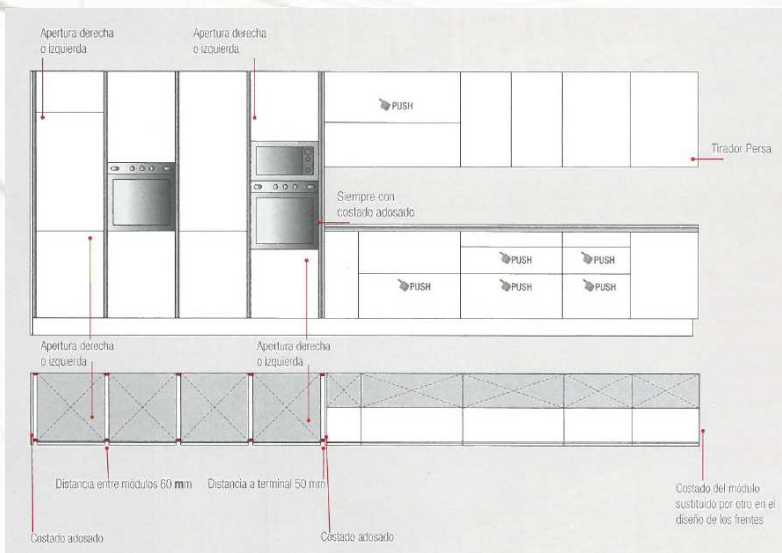 Apertura derecha
o izquierda
Apertura derecha
o izquierda
PUSH
Tirador Persa
Siempre con
costado adosado
PUSH
PUSH
PUSH
PUSH
PUSH
Apertura derecha
o izquierda
Apertura derecha
o izquierda
Distancia entre módulos 60 mm
Distancia a terminal 50 mm
Costado del módulo
sustituido por otro en el
diseño de los frentes
Costado adosado
Costado adosado